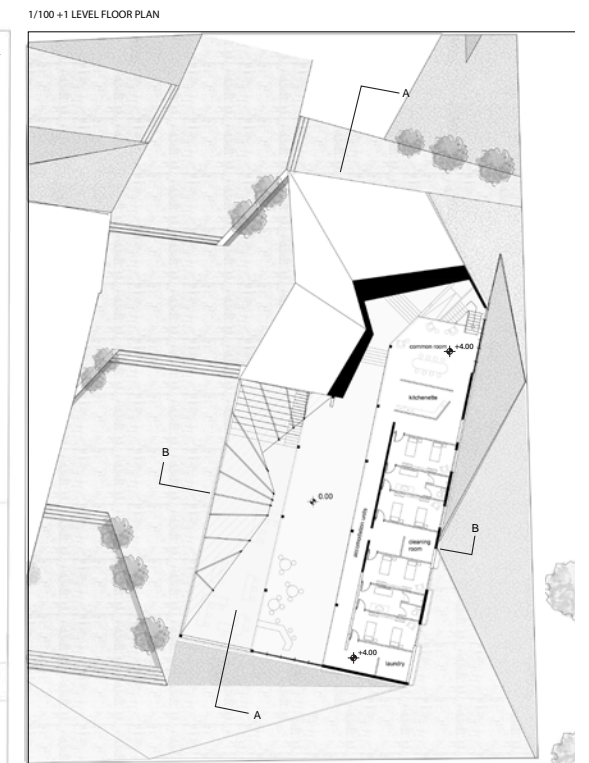 1/100 +1 LEVEL FLOOR PLAN
A
common room
+4.00
kitchenette
B
0.00
accomodation units
cleaning
room
B
+4.00
laundry
A